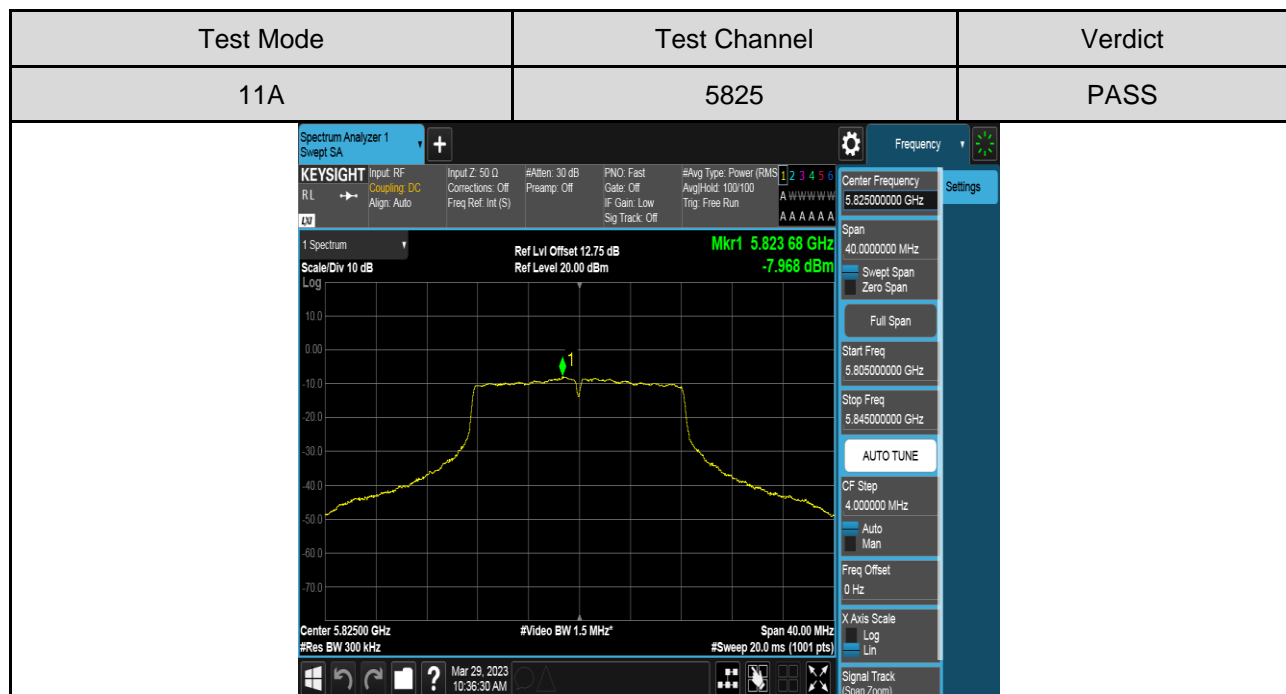 Test Mode Test Channel Verdict
11A 5825 PASS
Spectrum Analyzer 1
Swept SA
+
Frequency
KEYSIGHT
RL
LXI
Input: RF
Coupling: DC
Align: Auto
Input Z: 50 Ω
Corrections: Off
Freq Ref: Int (S)
#Atten: 30 dB
Preamp: Off
PNO: Fast
Gate: Off
IF Gain: Low
Sig Track: Off
#Avg Type: Power (RMS
Avg|Hold: 100/100
Trig: Free Run
1 2 3 4 5 6
A W W W W W
A A A A A A
1 Spectrum
Scale/Div 10 dB
Ref Lvl Offset 12.75 dB
Ref Level 20.00 dBm
Mkr1 5.823 68 GHz
-7.968 dBm
Log
10.0
0.00
-10.0
-20.0
-30.0
-40.0
-50.0
-60.0
-70.0
1
Center 5.82500 GHz
#Res BW 300 kHz
#Video BW 1.5 MHz*
Span 40.00 MHz
#Sweep 20.0 ms (1001 pts)
?
Mar 29, 2023
10:36:30 AM
Center Frequency
5.825000000 GHz
Settings
Span
40.0000000 MHz
Swept Span
Zero Span
Full Span
Start Freq
5.805000000 GHz
Stop Freq
5.845000000 GHz
AUTO TUNE
CF Step
4.000000 MHz
Auto
Man
Freq Offset
0 Hz
X Axis Scale
Log
Lin
Signal Track
(Span Zoom)